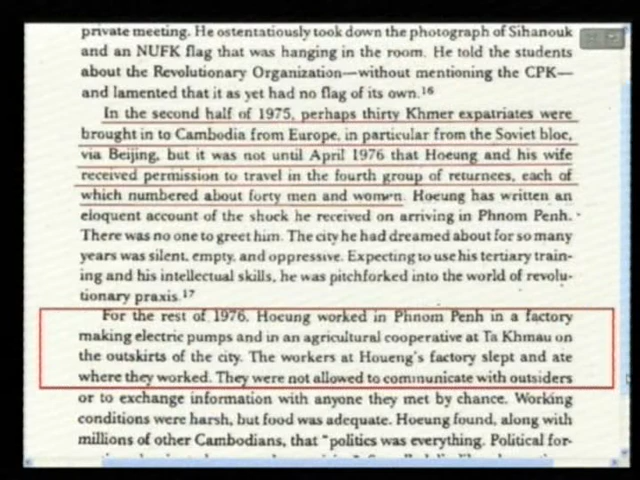 private meeting. He ostentatiously took down the photograph of Sihanouk
and an NUFK flag that was hanging in the room. He told the students
about the Revolutionary Organization—without mentioning the CPK—
and lamented that it as yet had no flag of its own.16
In the second half of 1975, perhaps thirty Khmer expatriates were
brought in to Cambodia from Europe, in particular from the Soviet bloc,
via Beijing, but it was not until April 1976 that Hoeung and his wife
received permission to travel in the fourth group of returnees, each of
which numbered about forty men and women. Hoeung has written an
eloquent account of the shock he received on arriving in Phnom Penh.
There was no one to greet him. The city he had dreamed about for so many
years was silent, empty, and oppressive. Expecting to use his tertiary train-
ing and his intellectual skills, he was pitchforked into the world of revolu-
tionary praxis.17
For the rest of 1976, Hoeung worked in Phnom Penh in a factory
making electric pumps and in an agricultural cooperative at Ta Khmau on
the outskirts of the city. The workers at Houeng's factory slept and ate
where they worked. They were not allowed to communicate with outsiders
or to exchange information with anyone they met by chance. Working
conditions were harsh, but food was adequate. Hoeung found, along with
millions of other Cambodians, that "politics was everything. Political for-